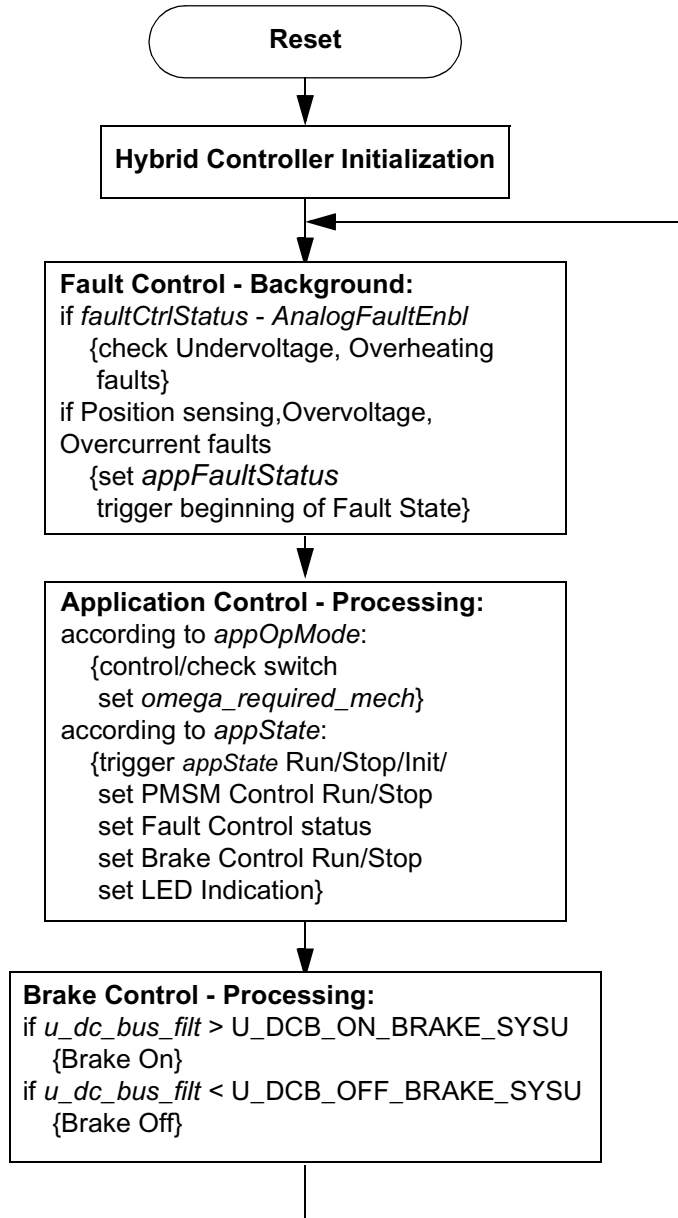 Reset
Hybrid Controller Initialization
Fault Control - Background:
if faultCtrlStatus - AnalogFaultEnbl
{check Undervoltage, Overheating
faults}
if Position sensing,Overvoltage,
Overcurrent faults
{set appFaultStatus
trigger beginning of Fault State}
Application Control - Processing:
according to appOpMode:
{control/check switch
set omega_required_mech}
according to appState:
{trigger appState Run/Stop/Init/
set PMSM Control Run/Stop
set Fault Control status
set Brake Control Run/Stop
set LED Indication}
Brake Control - Processing:
if u_dc_bus_filt > U_DCB_ON_BRAKE_SYSU
{Brake On}
if u_dc_bus_filt < U_DCB_OFF_BRAKE_SYSU
{Brake Off}